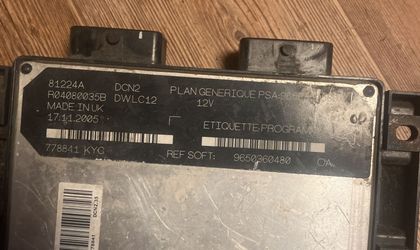 81224A DCN2 PLAN GENERIQUE PSA:
R04080035B DWLC12 12V
MADE IN UK
17.11.2005 ETIQUETTE PROGRAM
778841 KYC REF SOFT: 9650360480 CA.